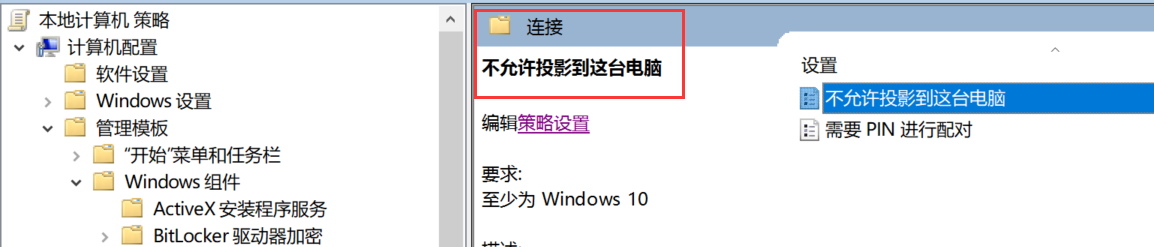 本地计算机 策略
计算机配置
软件设置
Windows 设置
管理模板
“开始”菜单和任务栏
Windows 组件
ActiveX 安装程序服务
BitLocker 驱动器加密
连接
不允许投影到这台电脑
编辑策略设置
要求:
至少为 Windows 10
描述:
设置
不允许投影到这台电脑
需要 PIN 进行配对